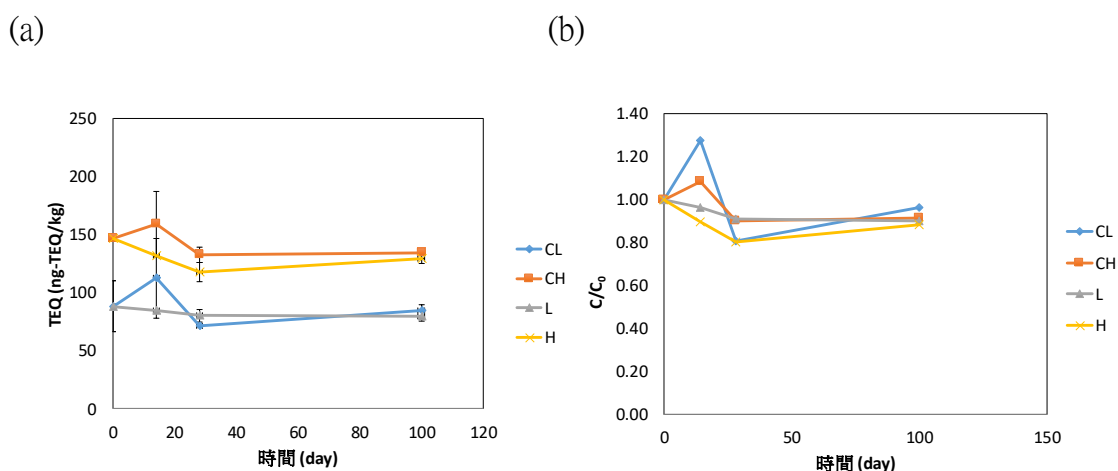 (a)
(b)
250
200
150
100
50
0
TEQ (ng-TEQ/kg)
0 20 40 60 80 100 120
時間 (day)
CL
CH
L
H
1.40
1.20
1.00
0.80
0.60
0.40
0.20
0.00
C/C₀
0 50 100 150
時間 (day)
CL
CH
L
H